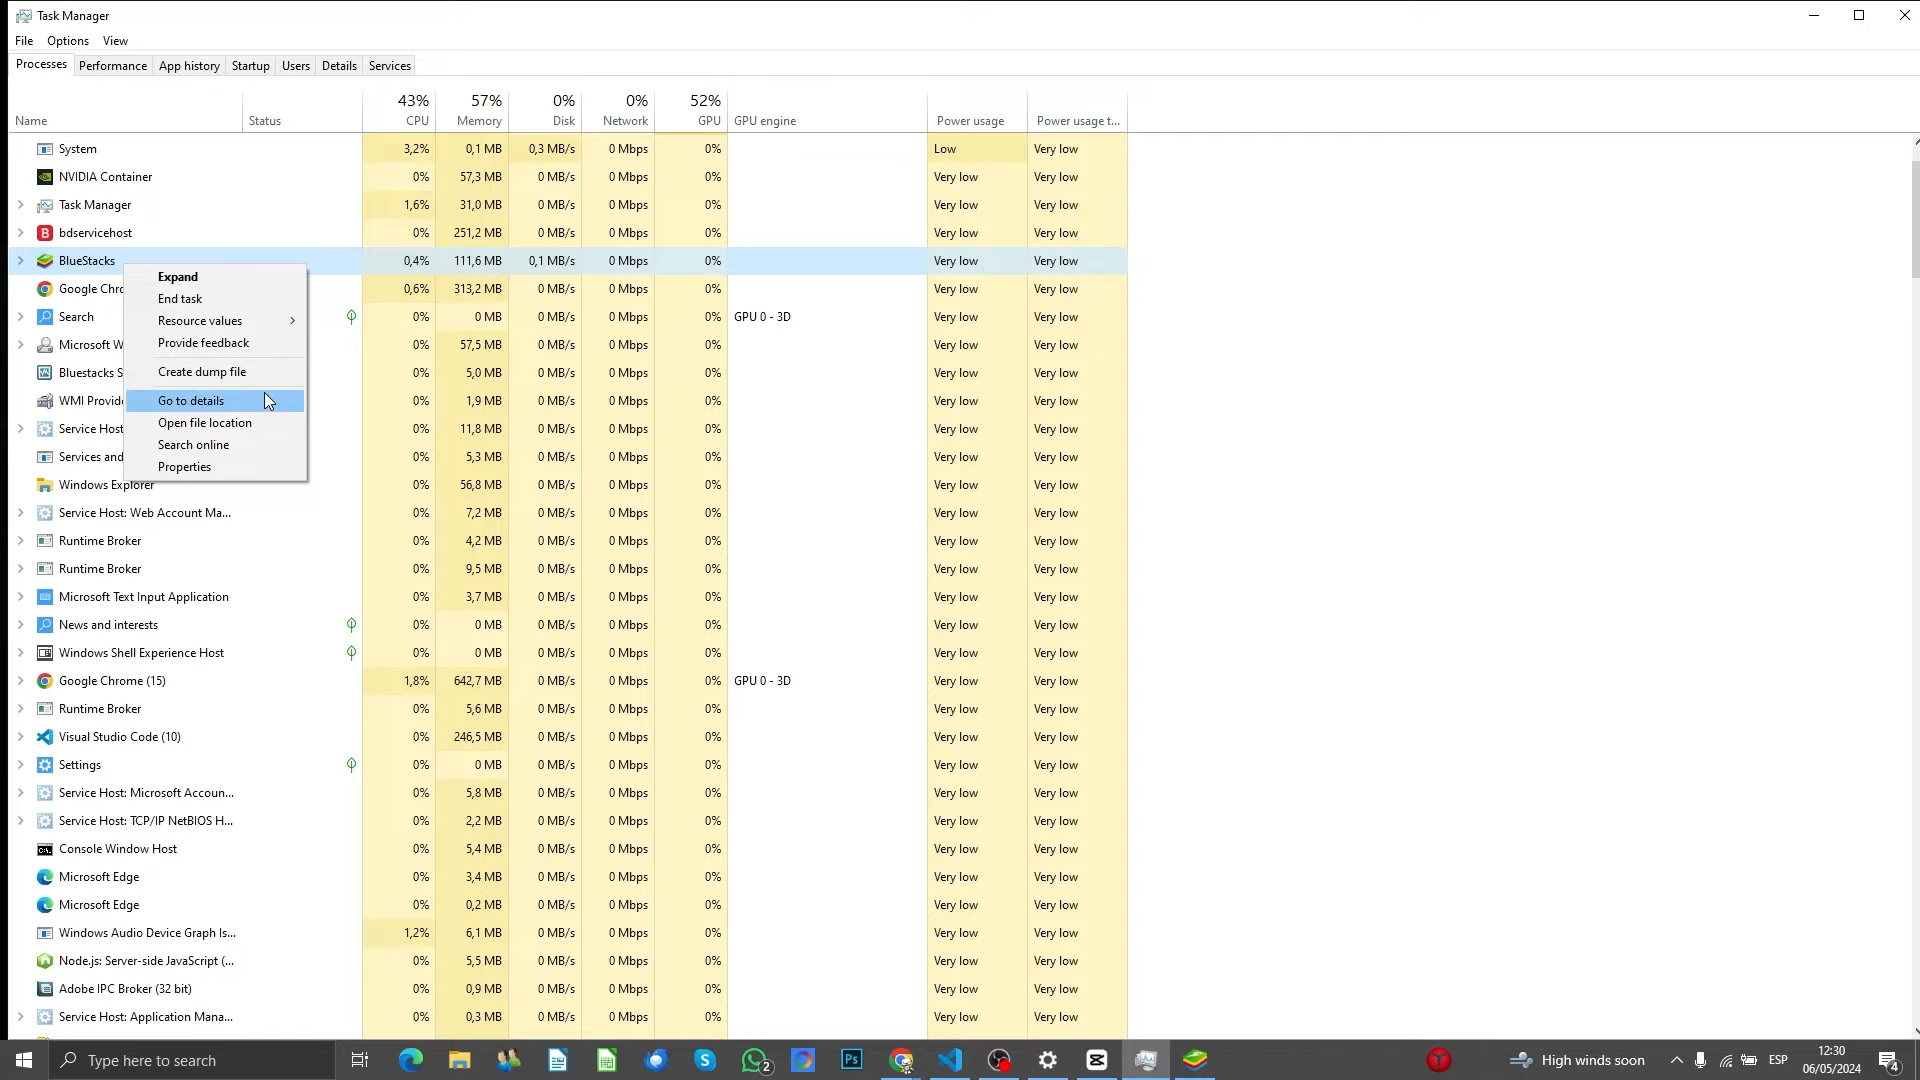 Task Manager
File Options View
Processes Performance App history Startup Users Details Services
43% 57% 0% 0% 52%
Name Status CPU Memory Disk Network GPU GPU engine Power usage Power usage t...
System 3,2% 0,1 MB 0,3 MB/s 0 Mbps 0% Low Very low
NVIDIA Container 0% 57,3 MB 0 MB/s 0 Mbps 0% Very low Very low
Task Manager 1,6% 31,0 MB 0 MB/s 0 Mbps 0% Very low Very low
bdservicehost 0% 251,2 MB 0 MB/s 0 Mbps 0% Very low Very low
BlueStacks 0,4% 111,6 MB 0,1 MB/s 0 Mbps 0% Very low Very low
Google Chr 0,6% 313,2 MB 0 MB/s 0 Mbps 0% Very low Very low
Search 0% 0 MB 0 MB/s 0 Mbps 0% GPU 0 - 3D Very low Very low
Microsoft W 0% 57,5 MB 0 MB/s 0 Mbps 0% Very low Very low
Bluestacks S 0% 5,0 MB 0 MB/s 0 Mbps 0% Very low Very low
WMI Provid 0% 1,9 MB 0 MB/s 0 Mbps 0% Very low Very low
Service Host 0% 11,8 MB 0 MB/s 0 Mbps 0% Very low Very low
Services and 0% 5,3 MB 0 MB/s 0 Mbps 0% Very low Very low
Windows Explorer 0% 56,8 MB 0 MB/s 0 Mbps 0% Very low Very low
Service Host: Web Account Ma... 0% 7,2 MB 0 MB/s 0 Mbps 0% Very low Very low
Runtime Broker 0% 4,2 MB 0 MB/s 0 Mbps 0% Very low Very low
Runtime Broker 0% 9,5 MB 0 MB/s 0 Mbps 0% Very low Very low
Microsoft Text Input Application 0% 3,7 MB 0 MB/s 0 Mbps 0% Very low Very low
News and interests 0% 0 MB 0 MB/s 0 Mbps 0% Very low Very low
Windows Shell Experience Host 0% 0 MB 0 MB/s 0 Mbps 0% Very low Very low
Google Chrome (15) 1,8% 642,7 MB 0 MB/s 0 Mbps 0% GPU 0 - 3D Very low Very low
Runtime Broker 0% 5,6 MB 0 MB/s 0 Mbps 0% Very low Very low
Visual Studio Code (10) 0% 246,5 MB 0 MB/s 0 Mbps 0% Very low Very low
Settings 0% 0 MB 0 MB/s 0 Mbps 0% Very low Very low
Service Host: Microsoft Accoun... 0% 5,8 MB 0 MB/s 0 Mbps 0% Very low Very low
Service Host: TCP/IP NetBIOS H... 0% 2,2 MB 0 MB/s 0 Mbps 0% Very low Very low
Console Window Host 0% 5,4 MB 0 MB/s 0 Mbps 0% Very low Very low
Microsoft Edge 0% 3,4 MB 0 MB/s 0 Mbps 0% Very low Very low
Microsoft Edge 0% 0,2 MB 0 MB/s 0 Mbps 0% Very low Very low
Windows Audio Device Graph Is... 1,2% 6,1 MB 0 MB/s 0 Mbps 0% Very low Very low
Node.js: Server-side JavaScript (... 0% 5,5 MB 0 MB/s 0 Mbps 0% Very low Very low
Adobe IPC Broker (32 bit) 0% 0,9 MB 0 MB/s 0 Mbps 0% Very low Very low
Service Host: Application Mana... 0% 0,3 MB 0 MB/s 0 Mbps 0% Very low Very low
Expand
End task
Resource values
Provide feedback
Create dump file
Go to details
Open file location
Search online
Properties
Type here to search
2
Ps
High winds soon
ESP
12:30
06/05/2024
4